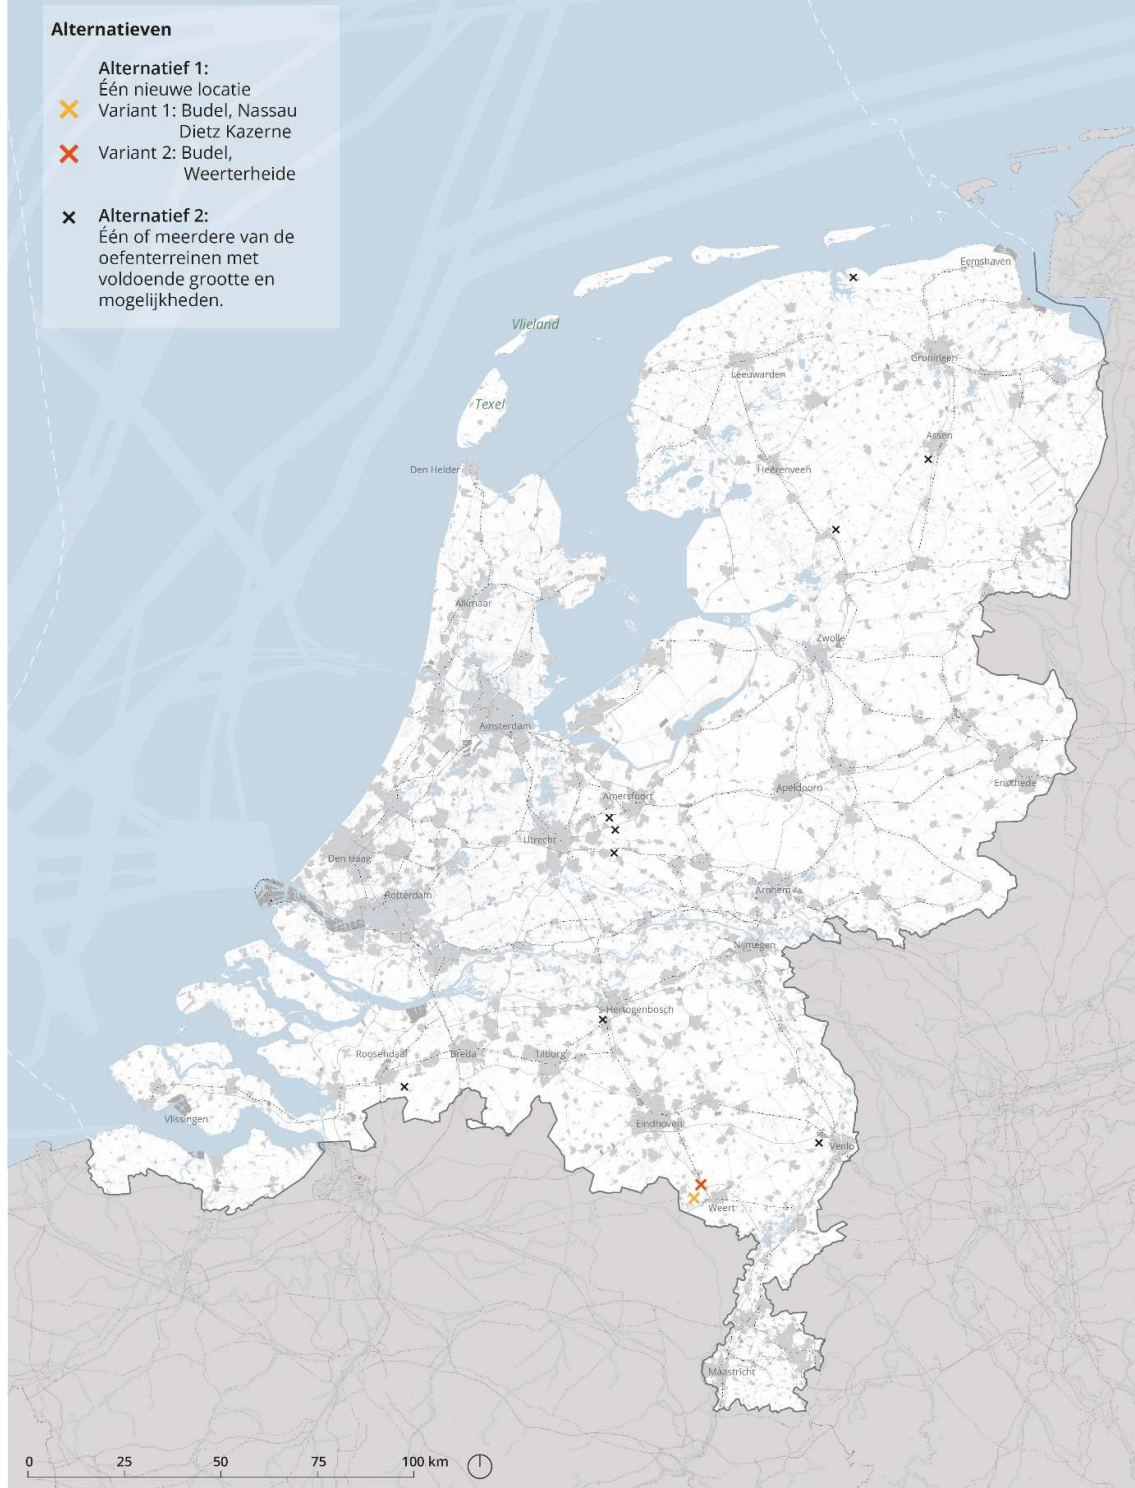 Alternatieven
Alternatief 1:
Één nieuwe locatie
Variant 1: Budel, Nassau
Dietz Kazerne
Variant 2: Budel,
Weerterheide
Alternatief 2:
Één of meerdere van de
oefenterreinen met
voldoende grootte en
mogelijkheden.
Eemshaven
Vlieland
Groningen
Leeuwarden
Texel
Assen
Den Helder
Heerenveen
Alkmaar
Zwolle
Amsterdam
Enschede
Apeldoorn
Amersfoort
Utrecht
Den Haag
Arnhem
Rotterdam
Nijmegen
's Hertogenbosch
Roosendaal
Breda
Tilburg
Vlissingen
Eindhoven
Venlo
Weert
Maastricht
0 25 50 75 100 km